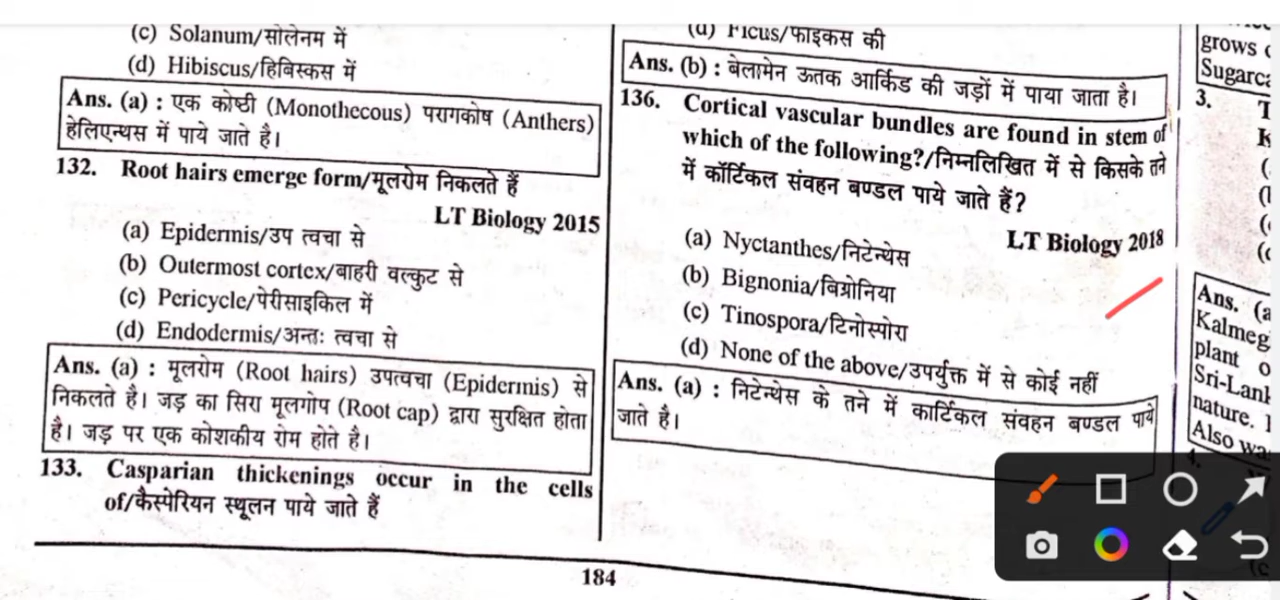 (c) Solanum/सोलेनम में
(d) Hibiscus/हिबिस्कस में
Ans. (a) : एक कोष्ठी (Monothecous) परागकोष (Anthers)
हेलिएन्थस में पाये जाते है।
132. Root hairs emerge form/मूलरोम निकलते हैं
LT Biology 2015
(a) Epidermis/उप त्वचा से
(b) Outermost cortex/बाहरी वल्कुट से
(c) Pericycle/पेरीसाइकिल में
(d) Endodermis/अन्तः त्वचा से
Ans. (a) : मूलरोम (Root hairs) उपत्वचा (Epidermis) से
निकलते है। जड़ का सिरा मूलगोप (Root cap) द्वारा सुरक्षित होता
है। जड़ पर एक कोशकीय रोम होते है।
133. Casparian thickenings occur in the cells
of/कैस्पेरियन स्थूलन पाये जाते हैं
(d) Ficus/फाइकस की
Ans. (b) : बेलामेन ऊतक आर्किड की जड़ों में पाया जाता है।
136. Cortical vascular bundles are found in stem of
which of the following?/निम्नलिखित में से किसके तने
में कॉर्टिकल संवहन बण्डल पाये जाते हैं?
LT Biology 2018
(a) Nyctanthes/निटेन्थेस
(b) Bignonia/बिग्नोनिया
(c) Tinospora/टिनोस्पोरा
(d) None of the above/उपर्युक्त में से कोई नहीं
Ans. (a) : निटेन्थेस के तने में कार्टिकल संवहन बण्डल पाये
जाते है।
184
grows
Sugarca
3.
Ans. (a
Kalmeg
plant
Sri-Lank
nature.
Also wa
4.